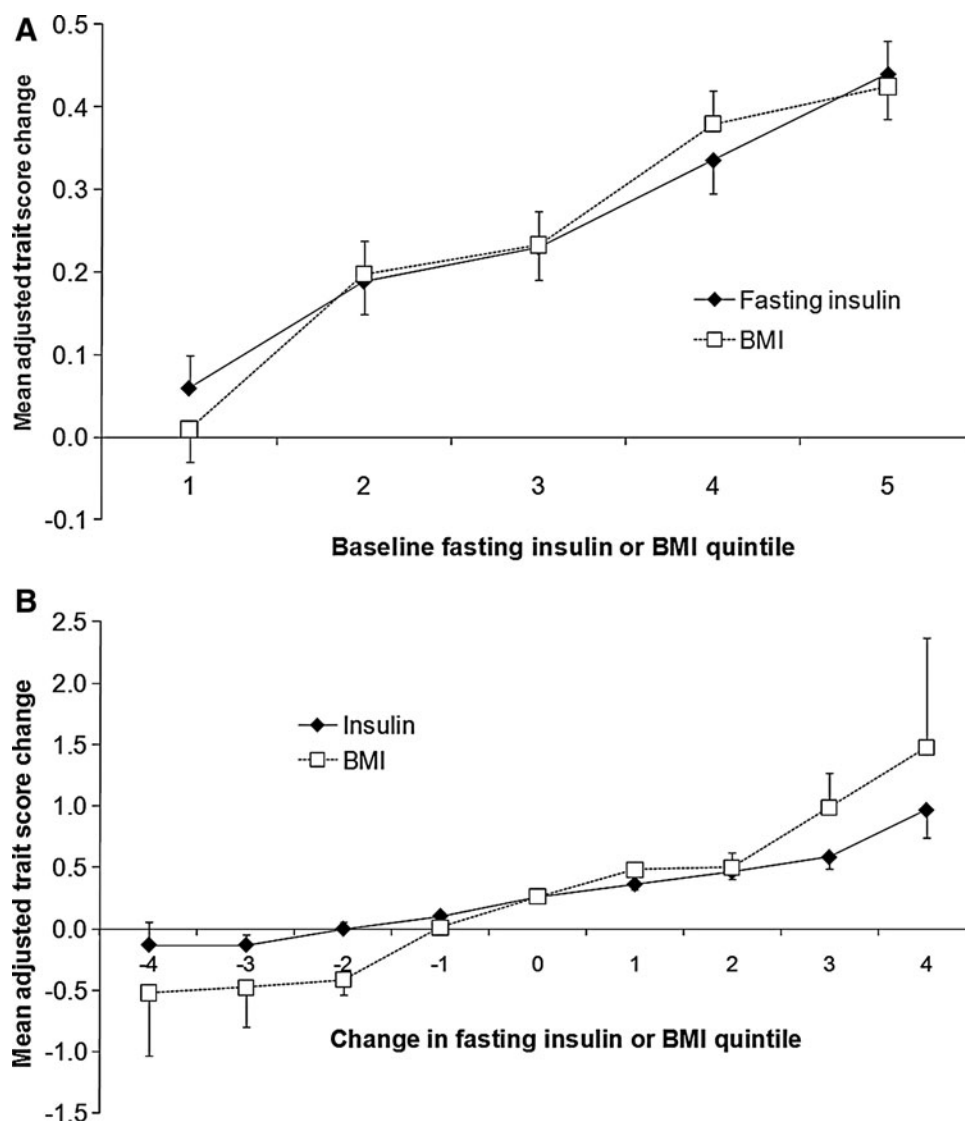 A
0.5
0.4
0.3
0.2
0.1
0.0
-0.1
Mean adjusted trait score change
Fasting insulin
BMI
1 2 3 4 5
Baseline fasting insulin or BMI quintile
B
2.5
2.0
1.5
1.0
0.5
0.0
-0.5
-1.0
-1.5
Mean adjusted trait score change
Insulin
BMI
-4 -3 -2 -1 0 1 2 3 4
Change in fasting insulin or BMI quintile